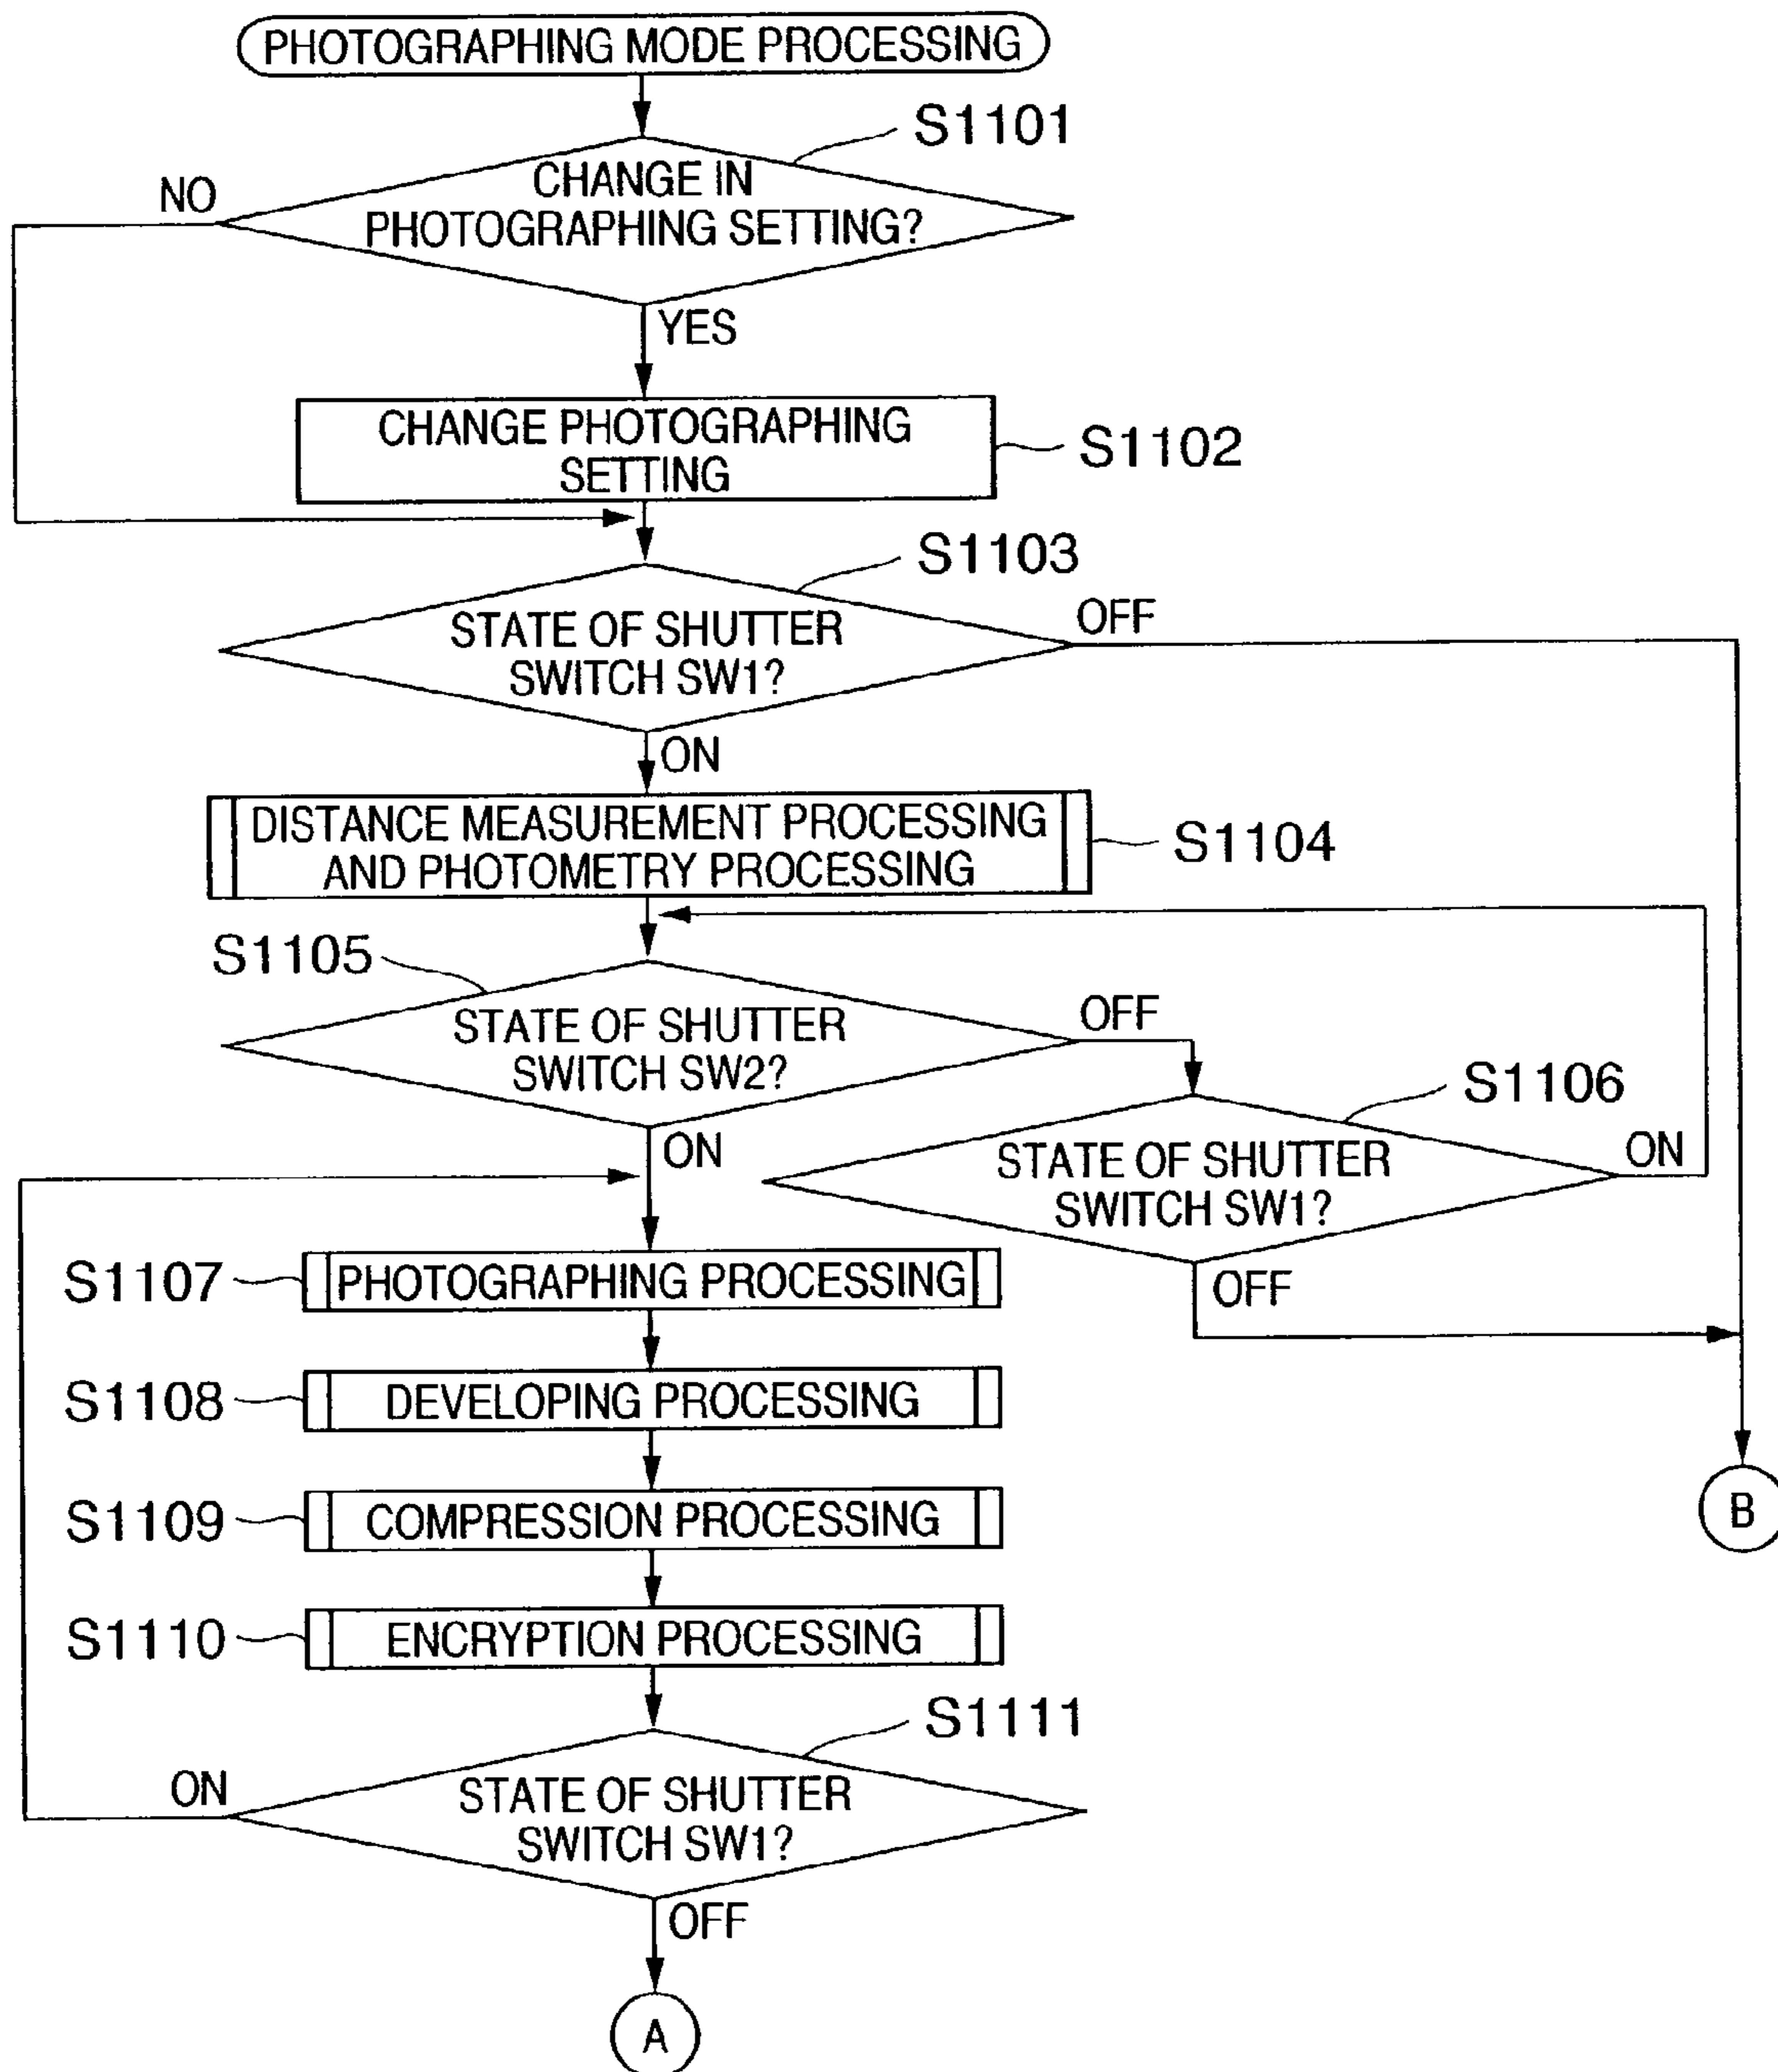 PHOTOGRAPHING MODE PROCESSING
S1101
NO
CHANGE IN
PHOTOGRAPHING SETTING?
YES
CHANGE PHOTOGRAPHING
SETTING
S1102
S1103
OFF
STATE OF SHUTTER
SWITCH SW1?
ON
DISTANCE MEASUREMENT PROCESSING
AND PHOTOMETRY PROCESSING
S1104
S1105
OFF
STATE OF SHUTTER
SWITCH SW2?
S1106
ON
STATE OF SHUTTER
SWITCH SW1?
ON
OFF
S1107
PHOTOGRAPHING PROCESSING
S1108
DEVELOPING PROCESSING
S1109
COMPRESSION PROCESSING
B
S1110
ENCRYPTION PROCESSING
S1111
ON
STATE OF SHUTTER
SWITCH SW1?
OFF
A